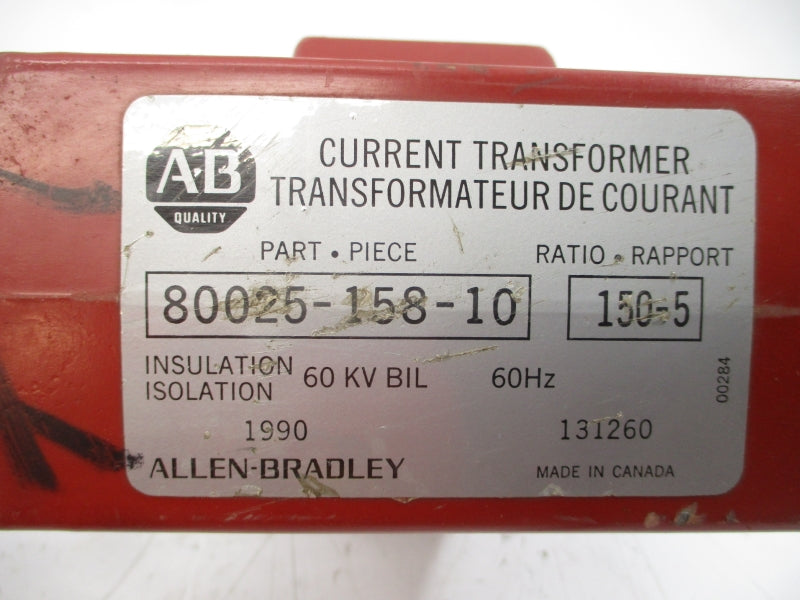 A-B
QUALITY
CURRENT TRANSFORMER
TRANSFORMATEUR DE COURANT
PART • PIECE
RATIO • RAPPORT
80025-158-10
150-5
INSULATION
ISOLATION
60 KV BIL
60Hz
00284
1990
131260
ALLEN-BRADLEY
MADE IN CANADA